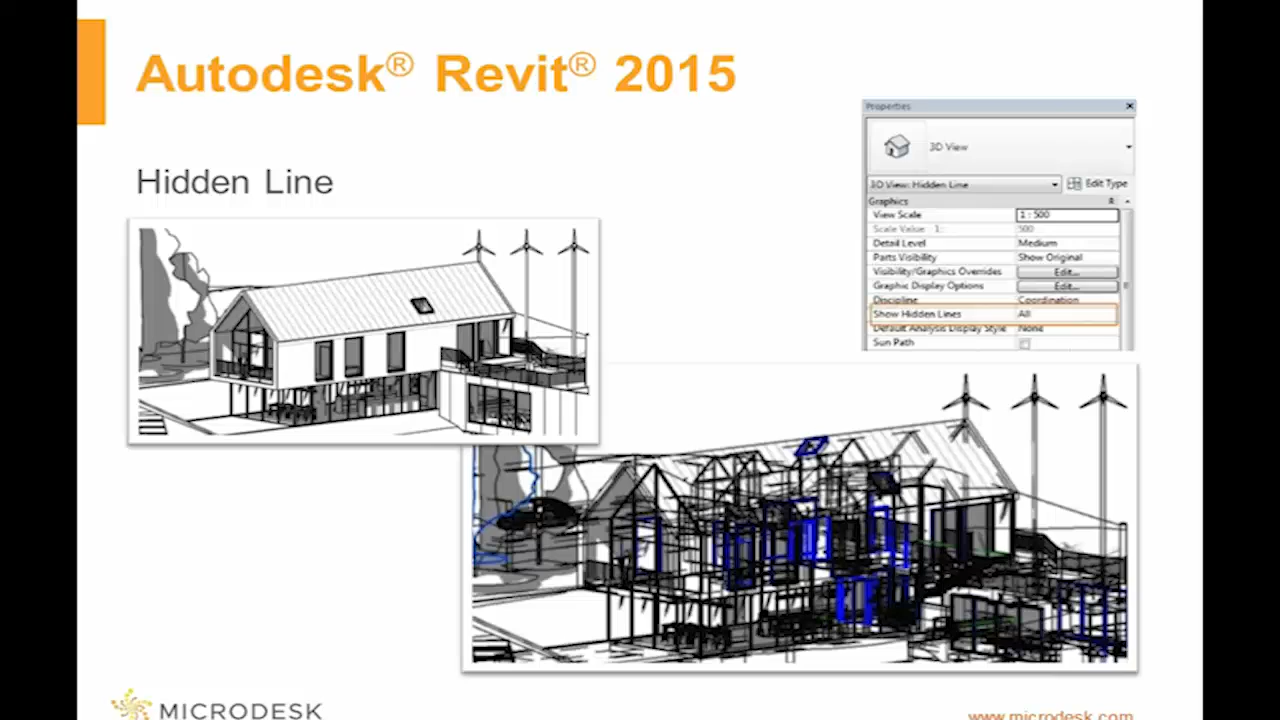 Autodesk® Revit® 2015
Hidden Line
Properties
3D View
3D View: Hidden Line
Edit Type
Graphics
View Scale 1 : 500
Scale Value 1: 500
Detail Level Medium
Parts Visibility Show Original
Visibility/Graphics Overrides Edit...
Graphic Display Options Edit...
Discipline Coordination
Show Hidden Lines All
Default Analysis Display Style None
Sun Path
MICRODESK
www.microdesk.com